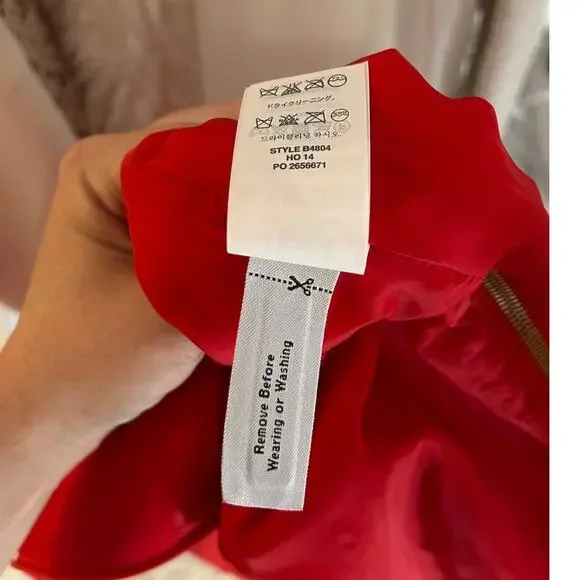 ドライクリーニング。
드라이클리닝 하시오.
STYLE B4804
HO 14
PO 2656671
Remove Before
Wearing or Washing